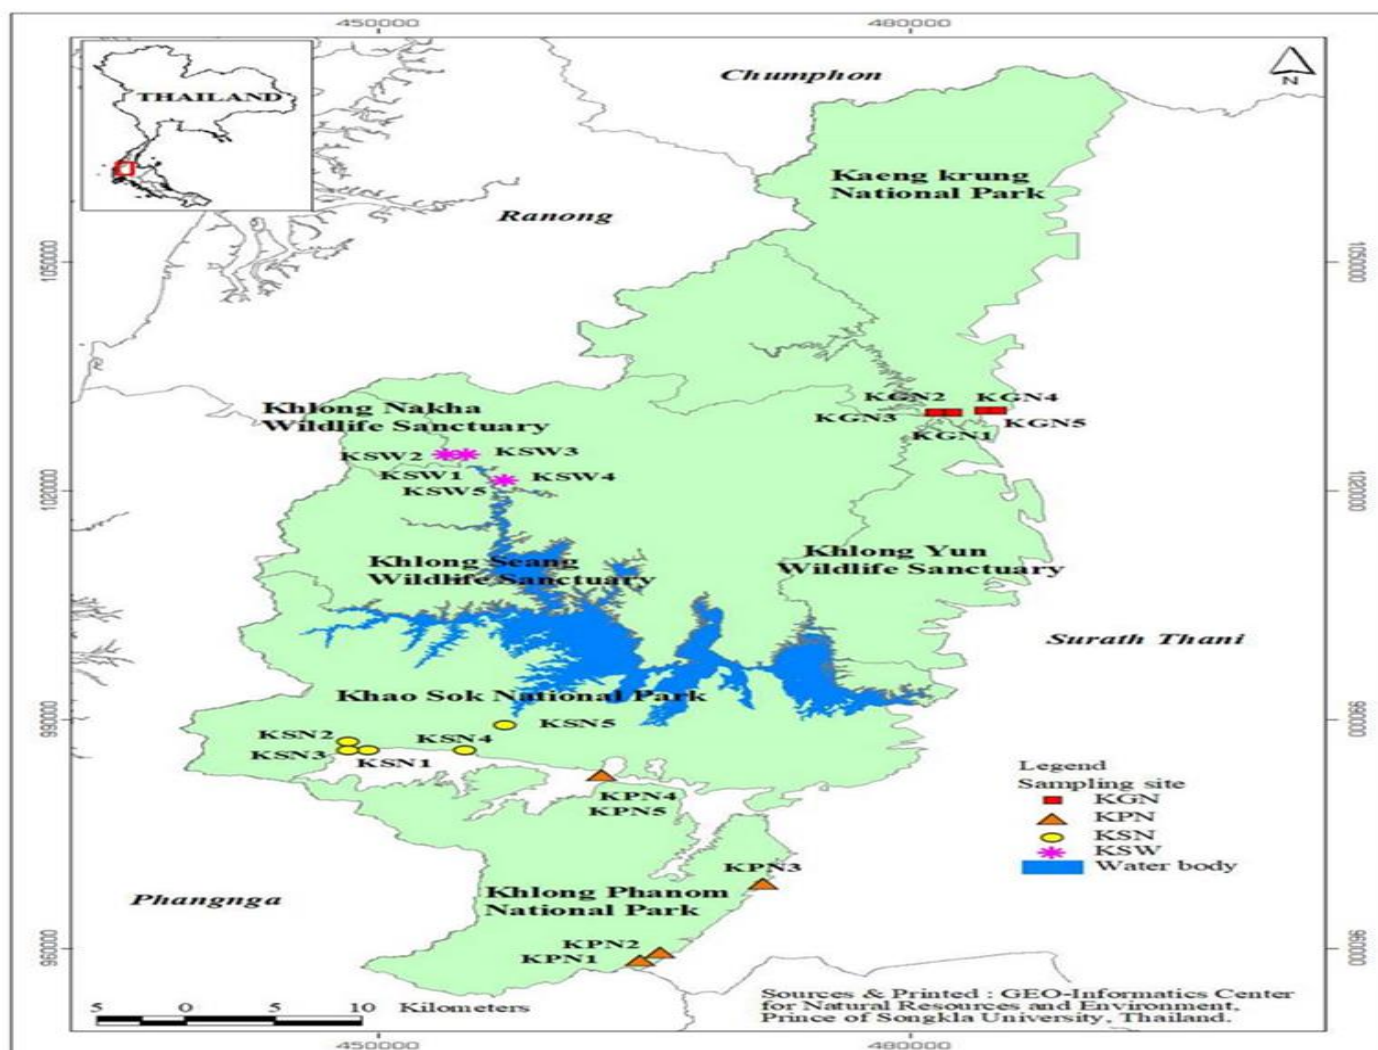 450000
480000
THAILAND
Chumphon
N
Kaeng krung
National Park
Ranong
1050000
1050000
KGN2
KGN4
KGN3
KGN5
KGN1
Khlong Nakha
Wildlife Sanctuary
KSW2
KSW3
KSW1
KSW4
KSW5
1020000
1020000
Khlong Seang
Wildlife Sanctuary
Khlong Yun
Wildlife Sanctuary
Surath Thani
Khao Sok National Park
990000
990000
KSN5
KSN2
KSN4
KSN3
KSN1
KPN4
KPN5
Legend
Sampling site
KGN
KPN
KSN
KSW
Water body
KPN3
Phangnga
Khlong Phanom
National Park
KPN2
KPN1
960000
960000
5 0 10 Kilometers
Sources & Printed : GEO-Informatics Center
for Natural Resources and Environment,
Prince of Songkla University, Thailand.
450000
480000